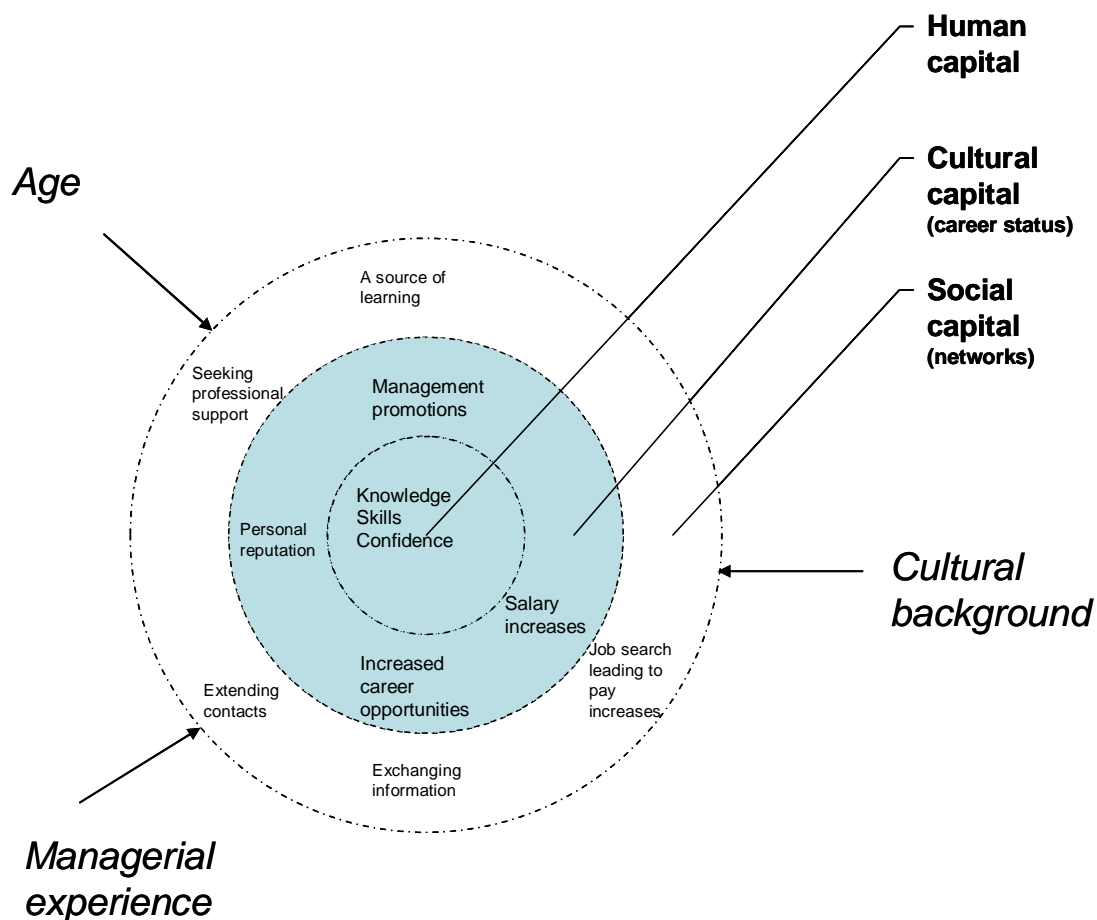 Human
capital
Cultural
capital
(career status)
Social
capital
(networks)
Age
A source of
learning
Seeking
professional
support
Management
promotions
Knowledge
Skills
Confidence
Personal
reputation
Salary
increases
Cultural
background
Job search
leading to
pay
increases
Increased
career
opportunities
Extending
contacts
Exchanging
information
Managerial
experience